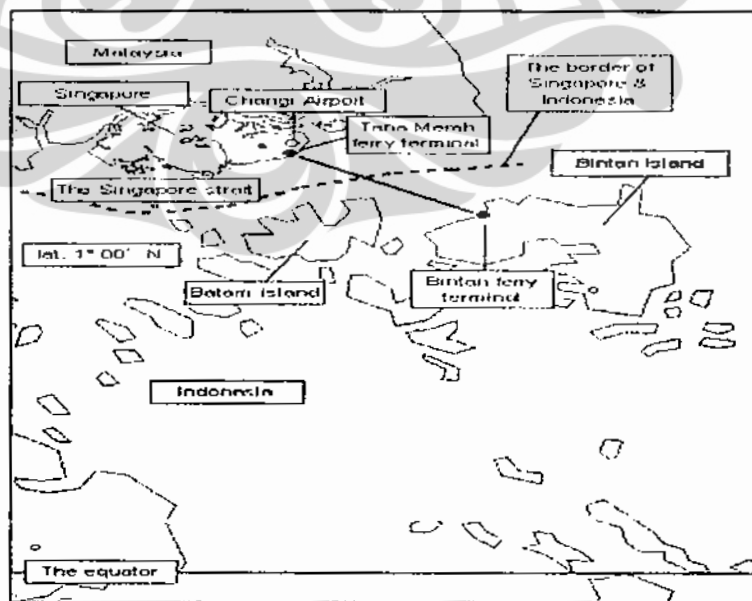 Malaysia
Singapore
Changi Airport
The border of
Singapore &
Indonesia
Tana Merah
ferry terminal
Bintan Island
The Singapore strait
lat. 1° 00' N
Batam island
Bintan ferry
terminal
Indonesia
The equator